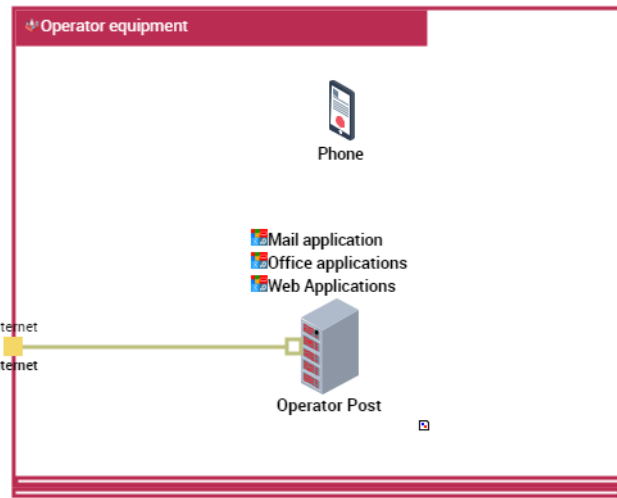 Operator equipment
Phone
Mail application
Office applications
Web Applications
ternet
ternet
Operator Post